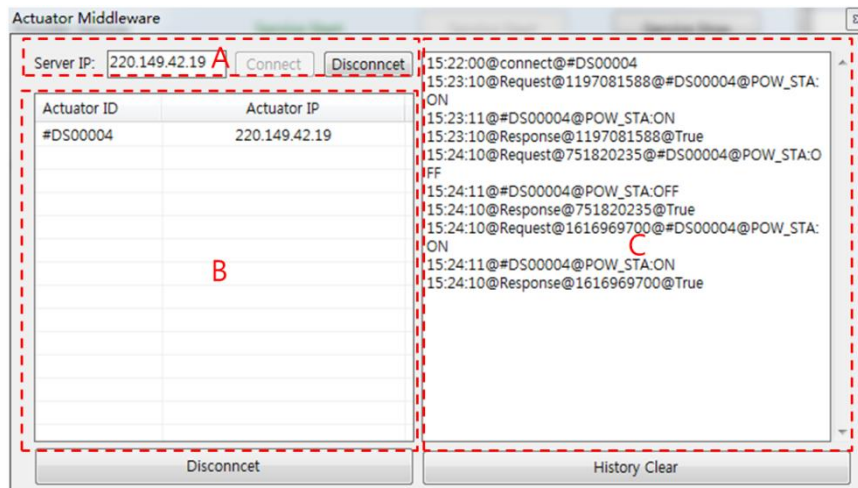 Actuator Middleware
Server IP: 220.149.42.19 A Connect Disconncet
Actuator ID Actuator IP
#DS00004 220.149.42.19
B
Disconncet
15:22:00@connect@#DS00004
15:23:10@Request@1197081588@#DS00004@POW_STA:
ON
15:23:11@#DS00004@POW_STA:ON
15:23:10@Response@1197081588@True
15:24:10@Request@751820235@#DS00004@POW_STA:O
FF
15:24:11@#DS00004@POW_STA:OFF
15:24:10@Response@751820235@True
15:24:10@Request@1616969700@#DS00004@POW_STA:
ON
15:24:11@#DS00004@POW_STA:ON
15:24:10@Response@1616969700@True
C
History Clear